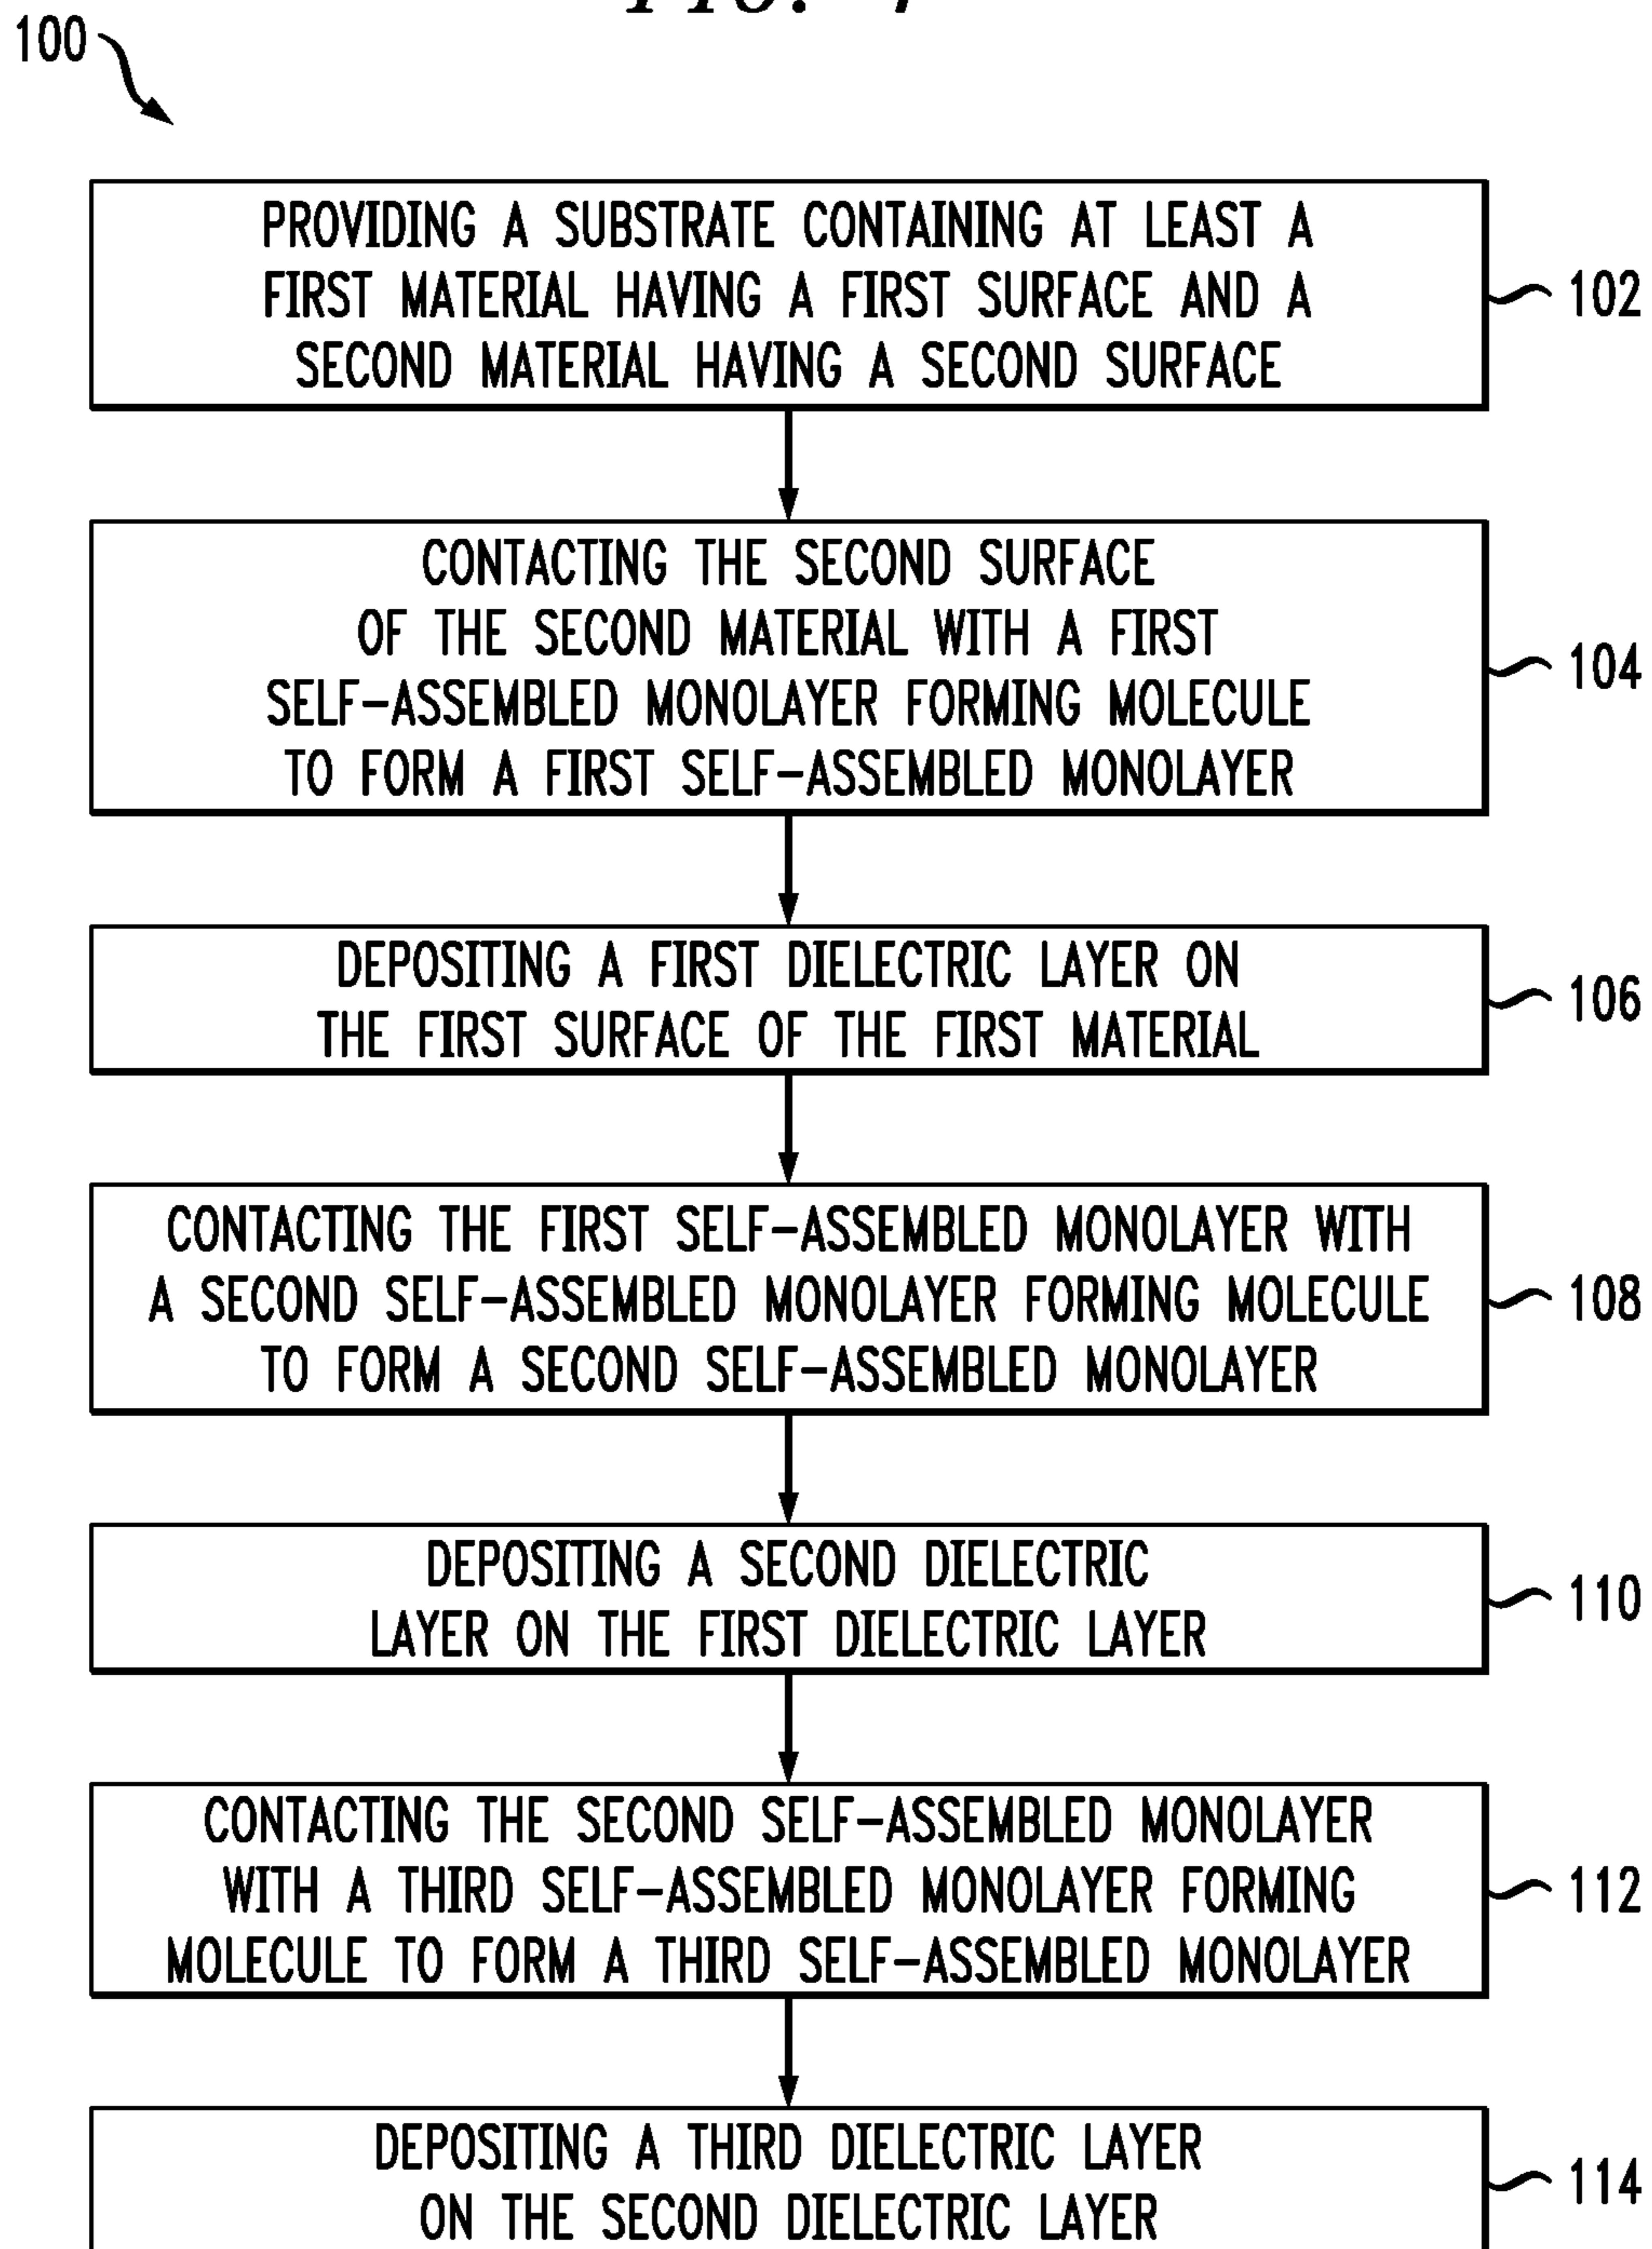 FIG.
100
PROVIDING A SUBSTRATE CONTAINING AT LEAST A
FIRST MATERIAL HAVING A FIRST SURFACE AND A
SECOND MATERIAL HAVING A SECOND SURFACE
102
CONTACTING THE SECOND SURFACE
OF THE SECOND MATERIAL WITH A FIRST
SELF-ASSEMBLED MONOLAYER FORMING MOLECULE
TO FORM A FIRST SELF-ASSEMBLED MONOLAYER
104
DEPOSITING A FIRST DIELECTRIC LAYER ON
THE FIRST SURFACE OF THE FIRST MATERIAL
106
CONTACTING THE FIRST SELF-ASSEMBLED MONOLAYER WITH
A SECOND SELF-ASSEMBLED MONOLAYER FORMING MOLECULE
TO FORM A SECOND SELF-ASSEMBLED MONOLAYER
108
DEPOSITING A SECOND DIELECTRIC
LAYER ON THE FIRST DIELECTRIC LAYER
110
CONTACTING THE SECOND SELF-ASSEMBLED MONOLAYER
WITH A THIRD SELF-ASSEMBLED MONOLAYER FORMING
MOLECULE TO FORM A THIRD SELF-ASSEMBLED MONOLAYER
112
DEPOSITING A THIRD DIELECTRIC LAYER
ON THE SECOND DIELECTRIC LAYER
114